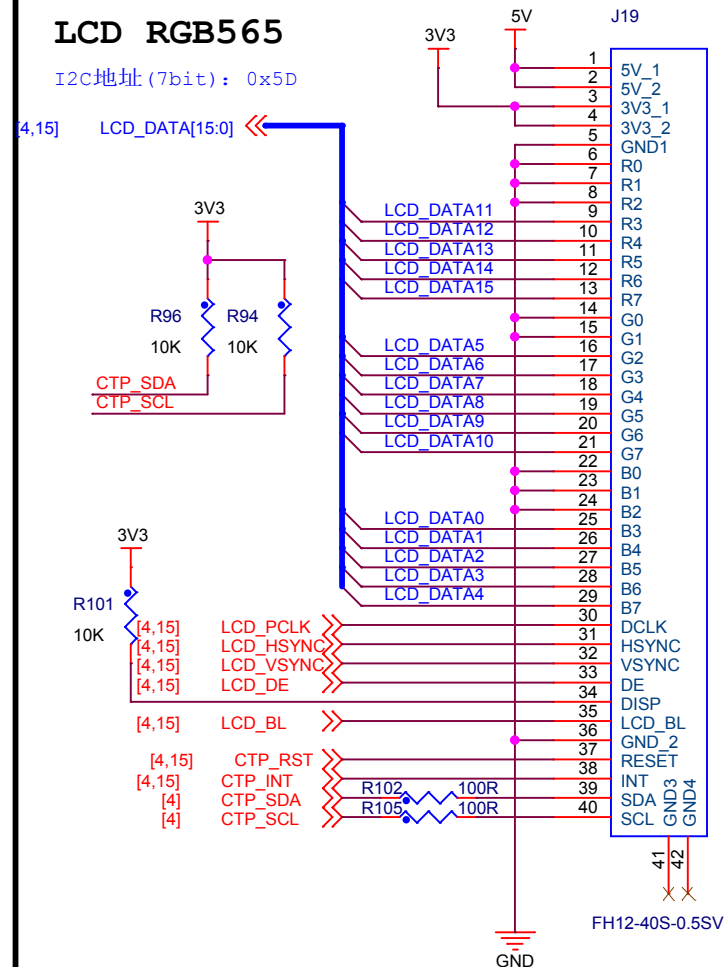 LCD RGB565
I2C地址(7bit): 0x5D
5V
J19
3V3
[4,15] LCD_DATA[15:0]
1 5V_1
2 5V_2
3 3V3_1
4 3V3_2
5 GND1
6 R0
7 R1
8 R2
LCD_DATA11 9 R3
LCD_DATA12 10 R4
LCD_DATA13 11 R5
LCD_DATA14 12 R6
LCD_DATA15 13 R7
14 G0
15 G1
LCD_DATA5 16 G2
LCD_DATA6 17 G3
LCD_DATA7 18 G4
LCD_DATA8 19 G5
LCD_DATA9 20 G6
LCD_DATA10 21 G7
22 B0
23 B1
24 B2
LCD_DATA0 25 B3
LCD_DATA1 26 B4
LCD_DATA2 27 B5
LCD_DATA3 28 B6
LCD_DATA4 29 B7
3V3
R96 R94
10K 10K
CTP_SDA
CTP_SCL
3V3
R101
10K
[4,15] LCD_PCLK 30 DCLK
[4,15] LCD_HSYNC 31 HSYNC
[4,15] LCD_VSYNC 32 VSYNC
[4,15] LCD_DE 33 DE
34 DISP
[4,15] LCD_BL 35 LCD_BL
36 GND_2
[4,15] CTP_RST 37 RESET
[4,15] CTP_INT 38 INT
[4] CTP_SDA R102 100R 39 SDA
[4] CTP_SCL R105 100R 40 SCL
GND3 GND4
41 42
FH12-40S-0.5SV
GND